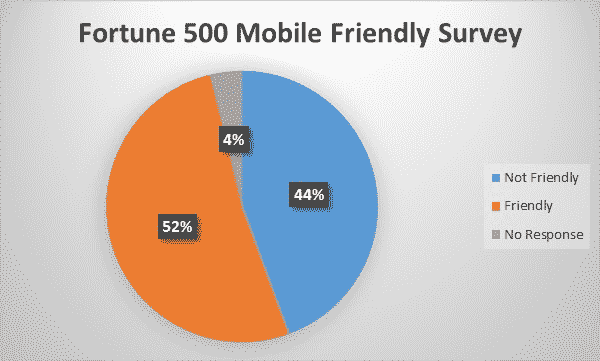 Fortune 500 Mobile Friendly Survey
4%
44%
52%
Not Friendly
Friendly
No Response